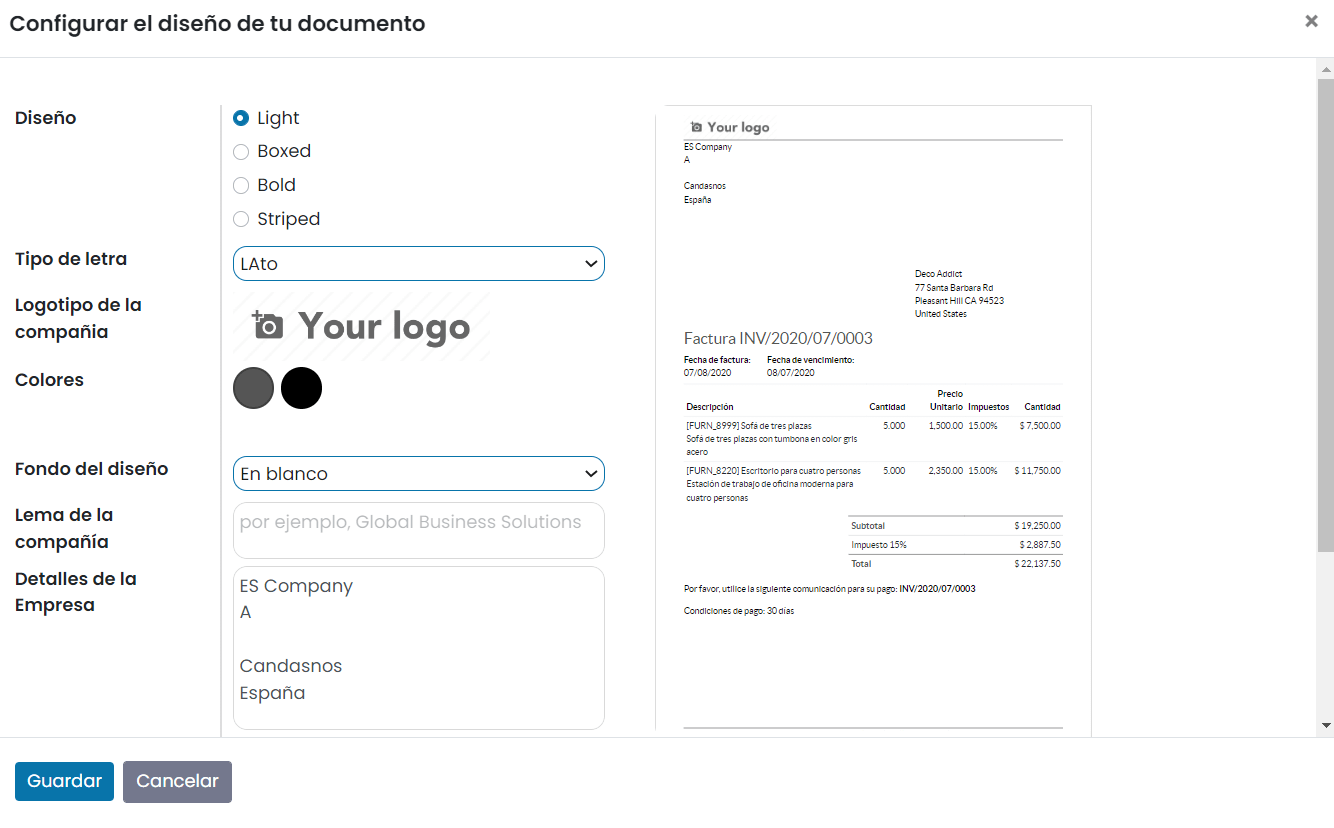 Configurar el diseño de tu documento
×
Diseño
Light
Boxed
Bold
Striped
Tipo de letra
LAto
Logotipo de la
compañia
Your logo
Colores
Fondo del diseño
En blanco
Lema de la
compañía
por ejemplo, Global Business Solutions
Detalles de la
Empresa
ES Company
A
Candasnos
España
Your logo
ES Company
A
Candasnos
España
Deco Addict
77 Santa Barbara Rd
Pleasant Hill CA 94523
United States
Factura INV/2020/07/0003
Fecha de factura: Fecha de vencimiento:
07/08/2020 08/07/2020
Precio
Descripción Cantidad Unitario Impuestos Cantidad
[FURN_8999] Sofá de tres plazas 5.000 1,500.00 15.00% $ 7,500.00
Sofá de tres plazas con tumbona en color gris
acero
[FURN_8220] Escritorio para cuatro personas 5.000 2,350.00 15.00% $ 11,750.00
Estación de trabajo de oficina moderna para
cuatro personas
Subtotal $ 19,250.00
Impuesto 15% $ 2,887.50
Total $ 22,137.50
Por favor, utilice la siguiente comunicación para su pago: INV/2020/07/0003
Condiciones de pago: 30 días
Guardar Cancelar